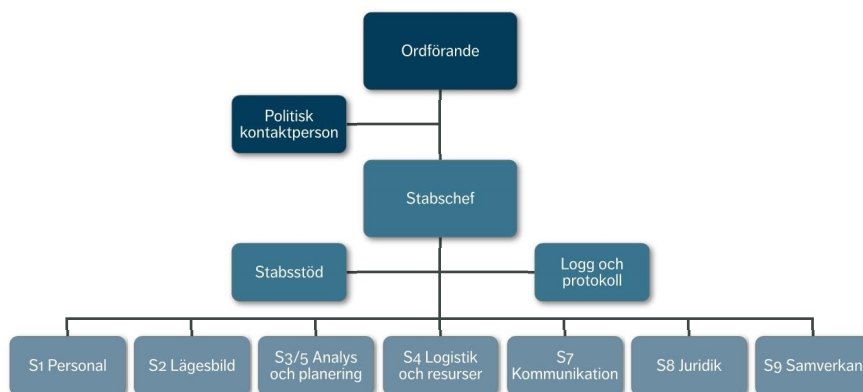 Ordförande
Politisk
kontaktperson
Stabschef
Stabsstöd
Logg och
protokoll
S1 Personal
S2 Lägesbild
S3/5 Analys
och planering
S4 Logistik
och resurser
S7
Kommunikation
S8 Juridik
S9 Samverkan